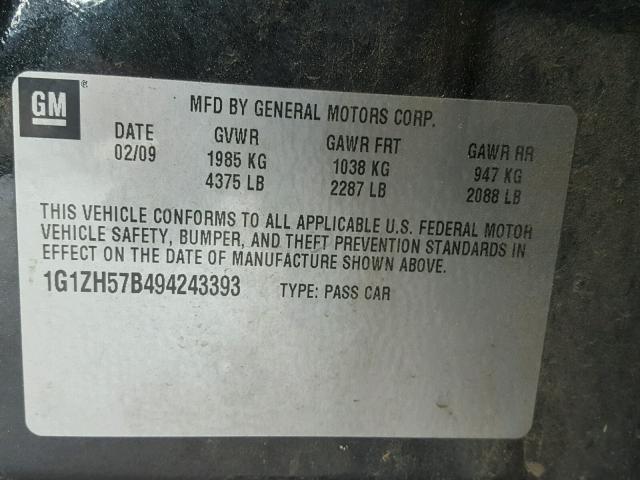 GM ®
MFD BY GENERAL MOTORS CORP.
DATE GVWR GAWR FRT GAWR RR
02/09 1985 KG 1038 KG 947 KG
4375 LB 2287 LB 2088 LB
THIS VEHICLE CONFORMS TO ALL APPLICABLE U.S. FEDERAL MOTOR
VEHICLE SAFETY, BUMPER, AND THEFT PREVENTION STANDARDS IN
EFFECT ON THE DATE OF MANUFACTURE SHOWN ABOVE.
1G1ZH57B494243393 TYPE: PASS CAR